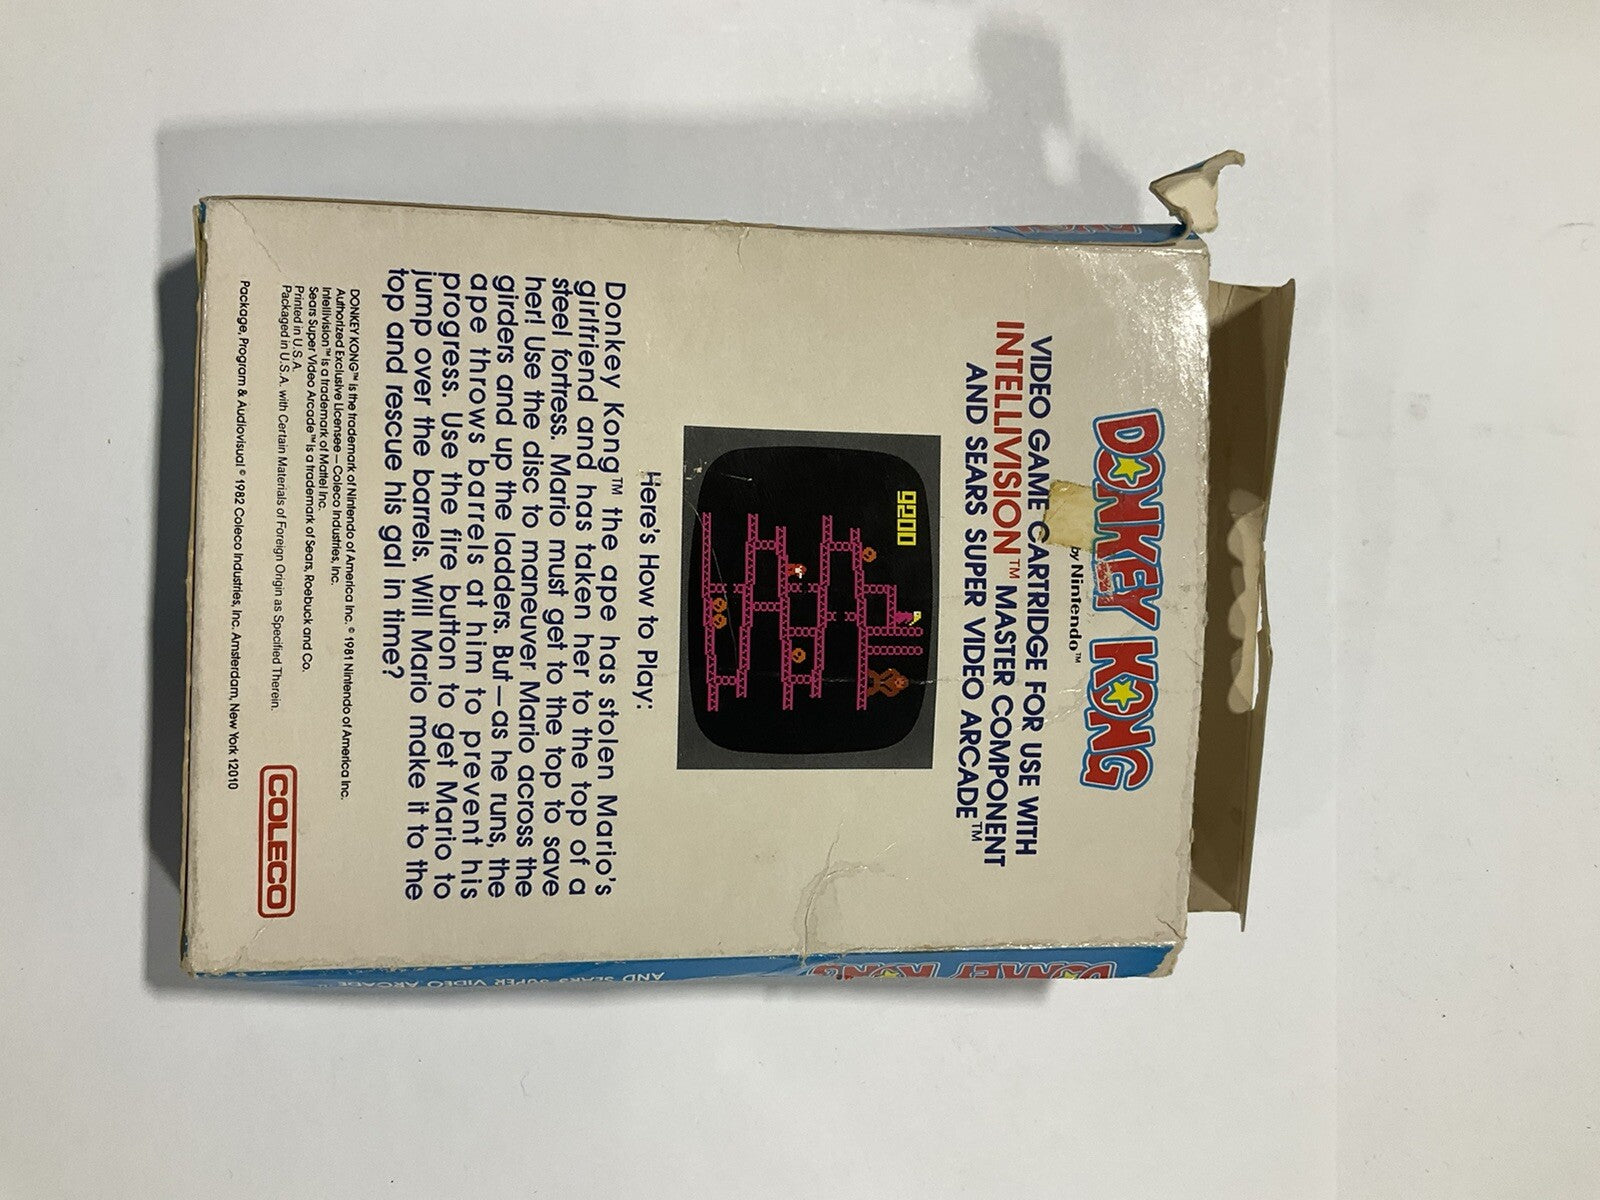 DONKEY KONG
by Nintendo™
VIDEO GAME CARTRIDGE FOR USE WITH
INTELLIVISION™ MASTER COMPONENT
AND SEARS SUPER VIDEO ARCADE™
9200
Here's How to Play:
Donkey Kong™ the ape has stolen Mario's
girlfriend and has taken her to the top of a
steel fortress. Mario must get to the top to save
her! Use the disc to maneuver Mario across the
girders and up the ladders. But—as he runs, the
ape throws barrels at him to prevent his
progress. Use the fire button to get Mario to
jump over the barrels. Will Mario make it to the
top and rescue his gal in time?
DONKEY KONG™ is the trademark of Nintendo of America Inc. © 1981 Nintendo of America Inc.
Authorized Exclusive Licensee—Coleco Industries, Inc.
Intellivision™ is a trademark of Mattel Inc.
Sears Super Video Arcade™ is a trademark of Sears, Roebuck and Co.
Printed in U.S.A.
Packaged in U.S.A. with Certain Materials of Foreign Origin as Specified Therein.
Package, Program & Audiovisual © 1982 Coleco Industries, Inc. Amsterdam, New York 12010
COLECO
DONKEY KONG
AND SEARS SUPER VIDEO ARCADE™